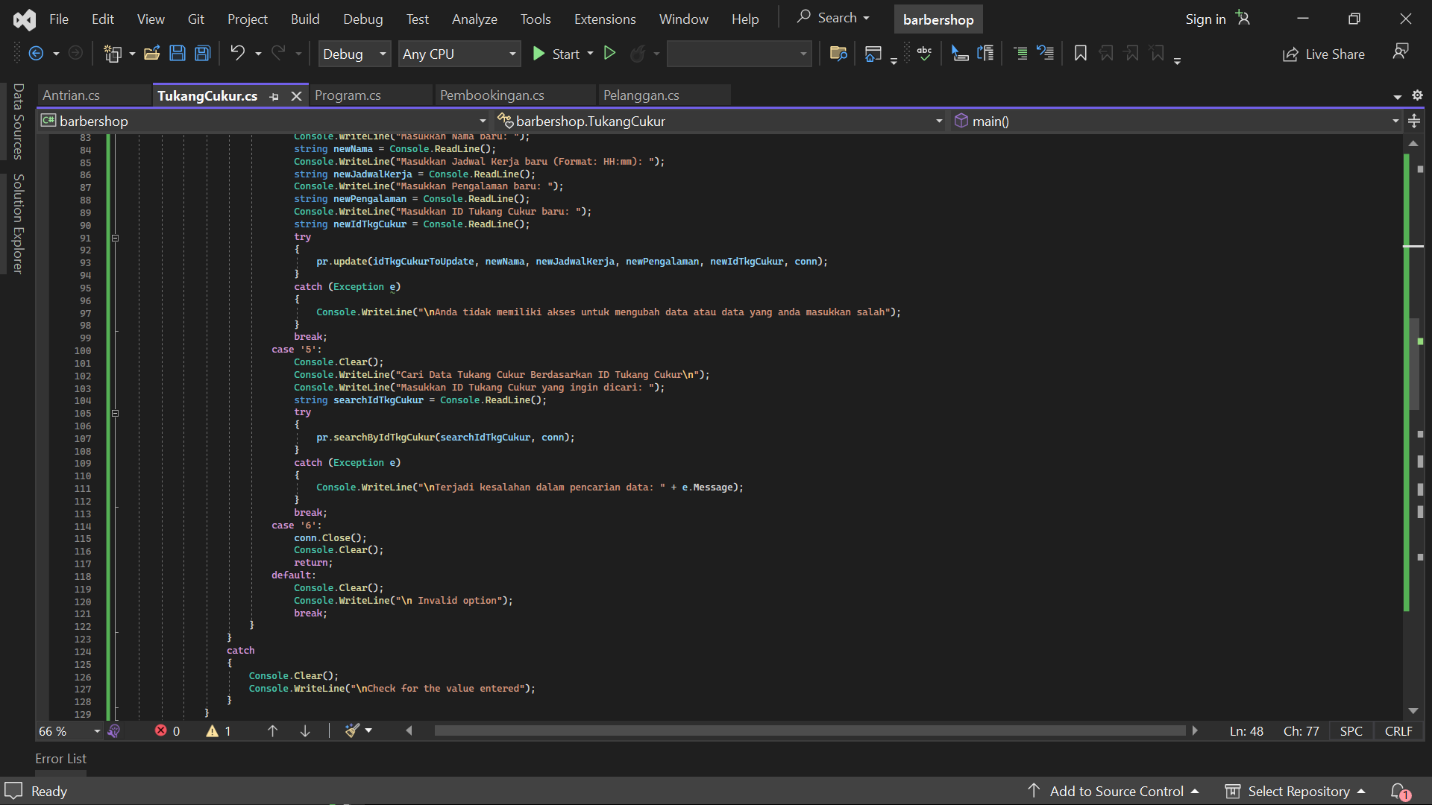 File Edit View Git Project Build Debug Test Analyze Tools Extensions Window Help Search barbershop Sign in
Debug Any CPU Start Live Share
Antrian.cs TukangCukur.cs Program.cs Pembookingan.cs Pelanggan.cs
barbershop barbershop.TukangCukur main()
Data Sources
Solution Explorer
83 Console.WriteLine("Masukkan Nama baru: ");
84 string newNama = Console.ReadLine();
85 Console.WriteLine("Masukkan Jadwal Kerja baru (Format: HH:mm): ");
86 string newJadwalKerja = Console.ReadLine();
87 Console.WriteLine("Masukkan Pengalaman baru: ");
88 string newPengalaman = Console.ReadLine();
89 Console.WriteLine("Masukkan ID Tukang Cukur baru: ");
90 string newIdTkgCukur = Console.ReadLine();
91 try
92 {
93 pr.update(idTkgCukurToUpdate, newNama, newJadwalKerja, newPengalaman, newIdTkgCukur, conn);
94 }
95 catch (Exception e)
96 {
97 Console.WriteLine("\nAnda tidak memiliki akses untuk mengubah data atau data yang anda masukkan salah");
98 }
99 break;
100 case '5':
101 Console.Clear();
102 Console.WriteLine("Cari Data Tukang Cukur Berdasarkan ID Tukang Cukur\n");
103 Console.WriteLine("Masukkan ID Tukang Cukur yang ingin dicari: ");
104 string searchIdTkgCukur = Console.ReadLine();
105 try
106 {
107 pr.searchByIdTkgCukur(searchIdTkgCukur, conn);
108 }
109 catch (Exception e)
110 {
111 Console.WriteLine("\nTerjadi kesalahan dalam pencarian data: " + e.Message);
112 }
113 break;
114 case '6':
115 conn.Close();
116 Console.Clear();
117 return;
118 default:
119 Console.Clear();
120 Console.WriteLine("\n Invalid option");
121 break;
122 }
123 }
124 catch
125 {
126 Console.Clear();
127 Console.WriteLine("\nCheck for the value entered");
128 }
129 }
66 % 0 1 Ln: 48 Ch: 77 SPC CRLF
Error List
Ready Add to Source Control Select Repository 1